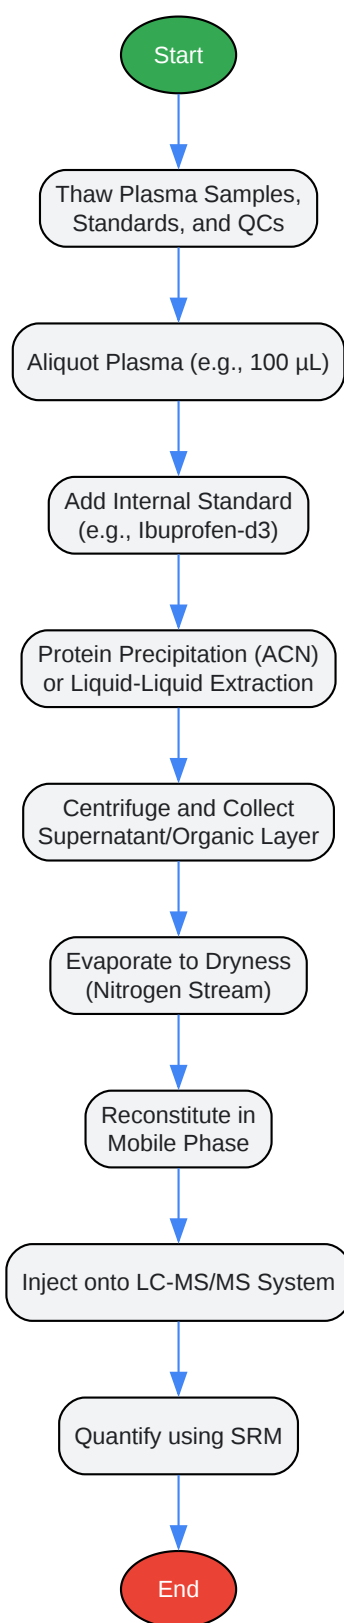 Start
Thaw Plasma Samples,
Standards, and QCs
Aliquot Plasma (e.g., 100 µL)
Add Internal Standard
(e.g., Ibuprofen-d3)
Protein Precipitation (ACN)
or Liquid-Liquid Extraction
Centrifuge and Collect
Supernatant/Organic Layer
Evaporate to Dryness
(Nitrogen Stream)
Reconstitute in
Mobile Phase
Inject onto LC-MS/MS System
Quantify using SRM
End